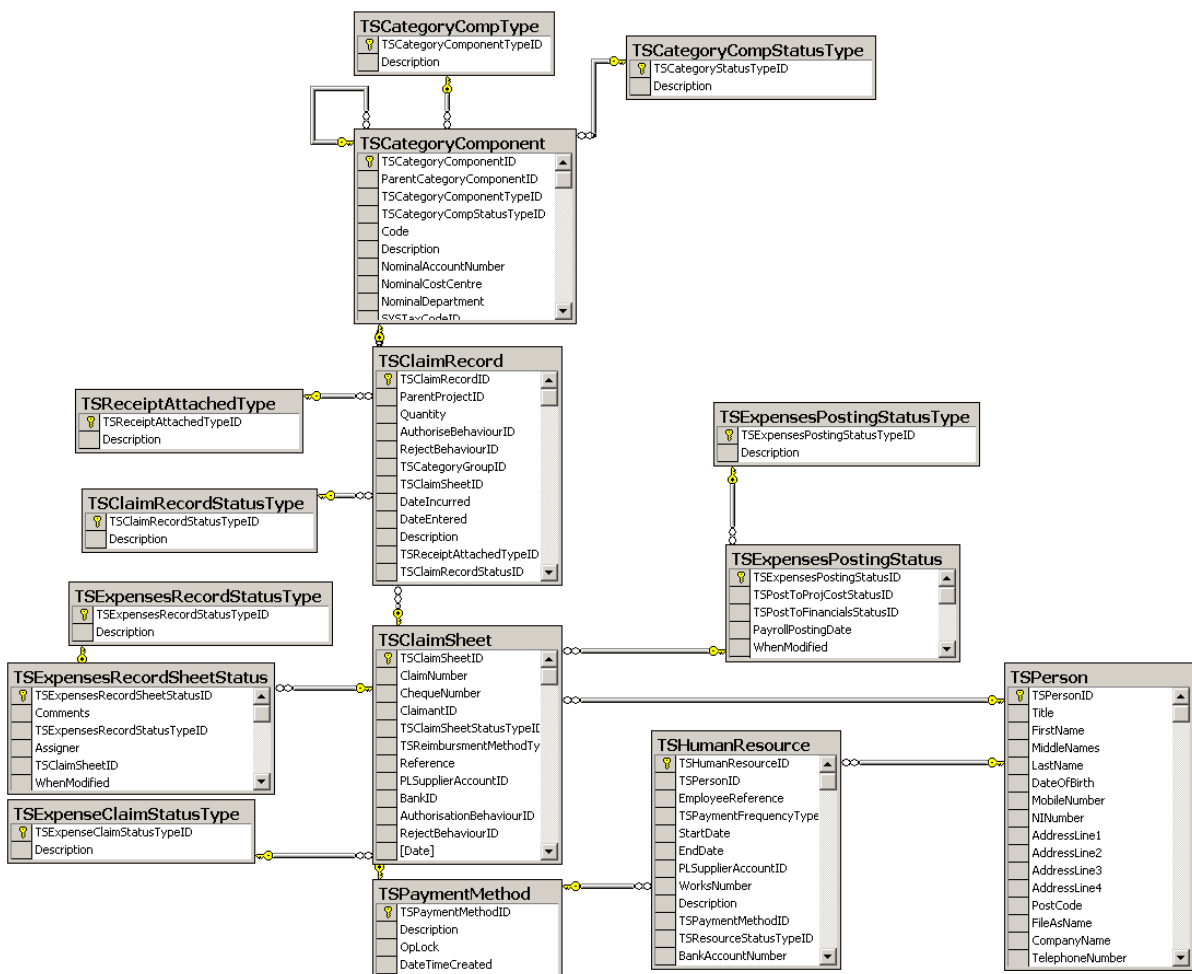 TSCategoryCompType
TSCategoryComponentTypeID
Description
TSCategoryCompStatusType
TSCategoryStatusTypeID
Description
TSCategoryComponent
TSCategoryComponentID
ParentCategoryComponentID
TSCategoryComponentTypeID
TSCategoryCompStatusTypeID
Code
Description
NominalAccountNumber
NominalCostCentre
NominalDepartment
SYSTaxCodeID
TSClaimRecord
TSClaimRecordID
ParentProjectID
Quantity
AuthoriseBehaviourID
RejectBehaviourID
TSCategoryGroupID
TSClaimSheetID
DateIncurred
DateEntered
Description
TSReceiptAttachedTypeID
TSClaimRecordStatusID
TSReceiptAttachedType
TSReceiptAttachedTypeID
Description
TSClaimRecordStatusType
TSClaimRecordStatusTypeID
Description
TSExpensesPostingStatusType
TSExpensesPostingStatusTypeID
Description
TSExpensesPostingStatus
TSExpensesPostingStatusID
TSPostToProjCostStatusID
TSPostToFinancialsStatusID
PayrollPostingDate
WhenModified
TSExpensesRecordStatusType
TSExpensesRecordStatusTypeID
Description
TSExpensesRecordSheetStatus
TSExpensesRecordSheetStatusID
Comments
TSExpensesRecordStatusTypeID
Assigner
TSClaimSheetID
WhenModified
TSClaimSheet
TSClaimSheetID
ClaimNumber
ChequeNumber
ClaimantID
TSClaimSheetStatusTypeID
TSReimbursmentMethodTy
Reference
PLSupplierAccountID
BankID
AuthorisationBehaviourID
RejectBehaviourID
[Date]
TSExpenseClaimStatusType
TSExpenseClaimStatusTypeID
Description
TSPaymentMethod
TSPaymentMethodID
Description
OpLock
DateTimeCreated
TSHumanResource
TSHumanResourceID
TSPersonID
EmployeeReference
TSPaymentFrequencyType
StartDate
EndDate
PLSupplierAccountID
WorksNumber
Description
TSPaymentMethodID
TSResourceStatusTypeID
BankAccountNumber
TSPerson
TSPersonID
Title
FirstName
MiddleNames
LastName
DateOfBirth
MobileNumber
NINumber
AddressLine1
AddressLine2
AddressLine3
AddressLine4
PostCode
FileAsName
CompanyName
TelephoneNumber